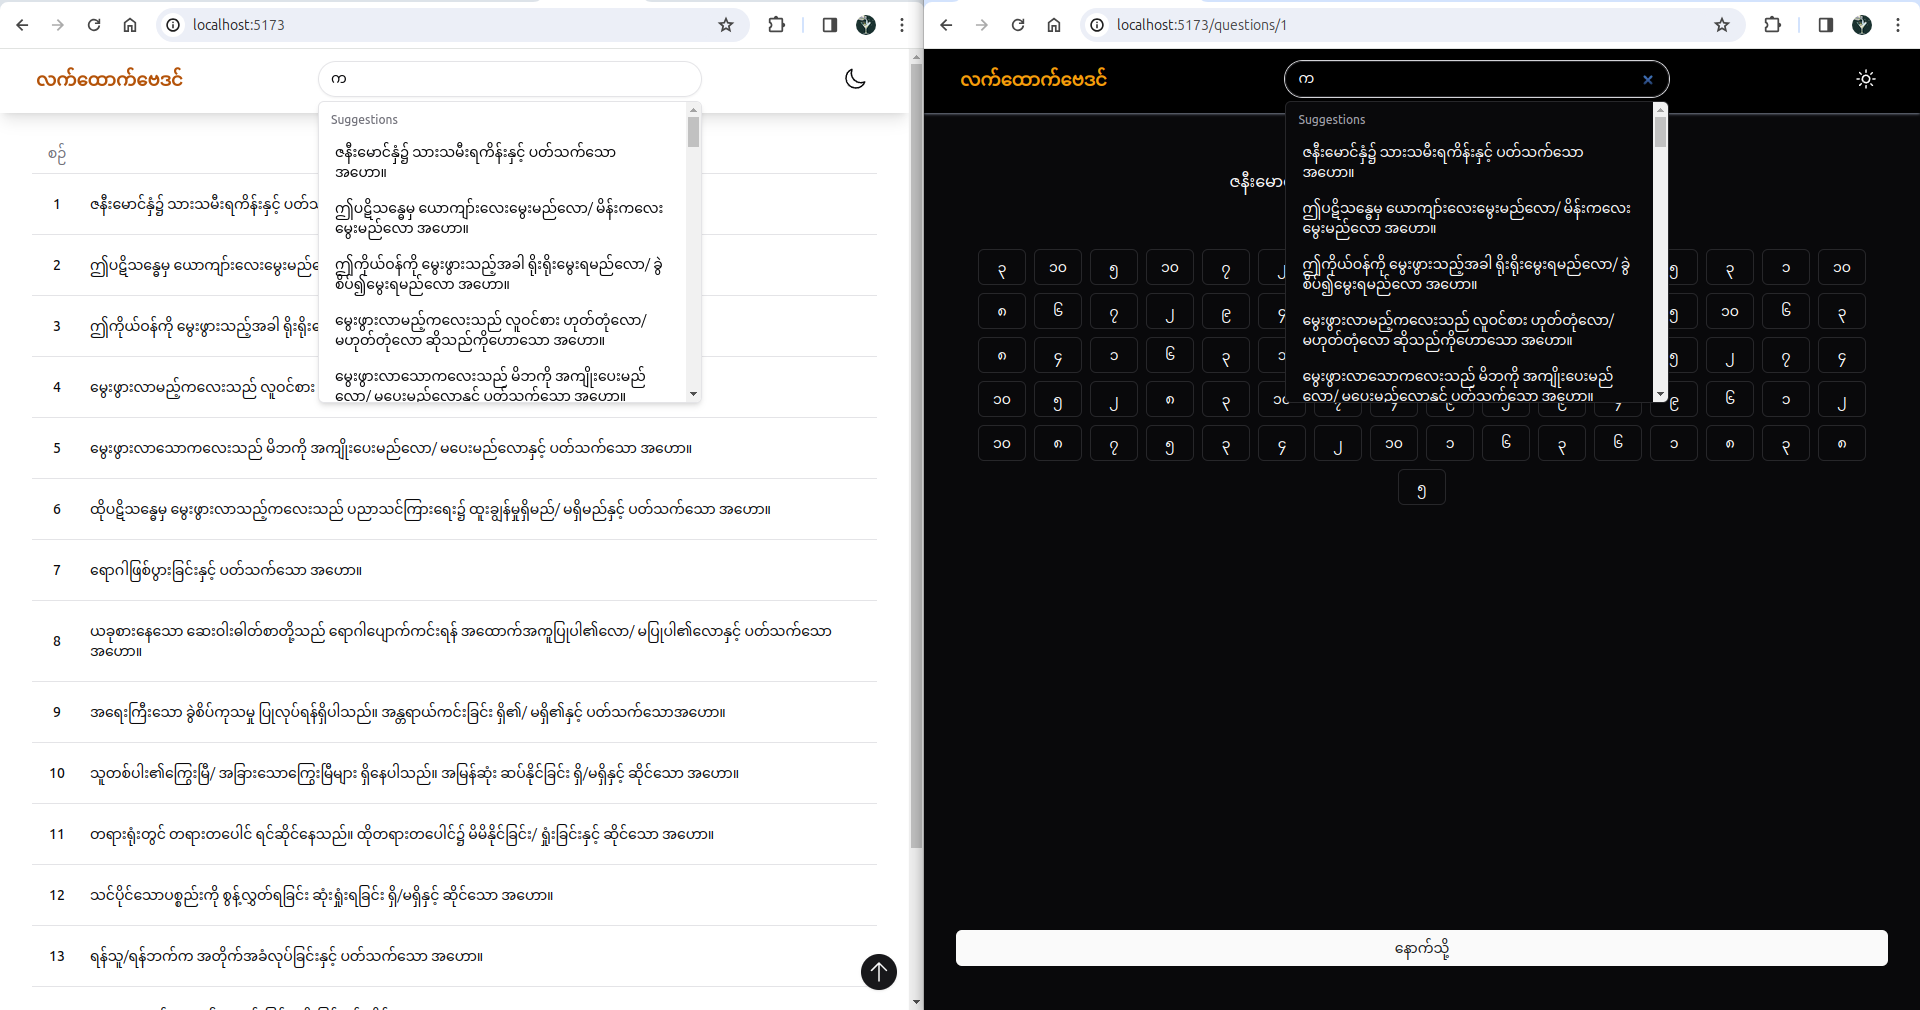 localhost:5173
လက်ထောက်ဗေဒင်
က
Suggestions
ဇနီးမောင်နှံ၌ သားသမီးရကိန်းနှင့် ပတ်သက်သော
အဟော။
ဤပဋိသန္ဓေမှ ယောကျာ်းလေးမွေးမည်လော/ မိန်းကလေး
မွေးမည်လော အဟော။
ဤကိုယ်ဝန်ကို မွေးဖွားသည့်အခါ ရိုးရိုးမွေးရမည်လော/ ခွဲ
စိပ်၍မွေးရမည်လော အဟော။
မွေးဖွားလာမည့်ကလေးသည် လူဝင်စား ဟုတ်တုံလော/
မဟုတ်တုံလော ဆိုသည်ကိုဟောသော အဟော။
မွေးဖွားလာသောကလေးသည် မိဘကို အကျိုးပေးမည်
လော/ မပေးမည်လောနှင့် ပတ်သက်သော အဟော။
စဉ်
1 ဇနီးမောင်နှံ၌ သားသမီးရကိန်းနှင့်
2 ဤပဋိသန္ဓေမှ ယောကျာ်းလေးမွေးမည်
3 ဤကိုယ်ဝန်ကို မွေးဖွားသည့်အခါ
4 မွေးဖွားလာမည့်ကလေးသည် လူဝင်စား
5 မွေးဖွားလာသောကလေးသည် မိဘကို အကျိုးပေးမည်လော/ မပေးမည်လောနှင့် ပတ်သက်သော အဟော။
6 ထိုပဋိသန္ဓေမှ မွေးဖွားလာသည့်ကလေးသည် ပညာသင်ကြားရေး၌ ထူးချွန်မှုရှိမည်/ မရှိမည်နှင့် ပတ်သက်သော အဟော။
7 ရောဂါဖြစ်ပွားခြင်းနှင့် ပတ်သက်သော အဟော။
8 ယခုစားနေသော ဆေးဝါးဓါတ်စာတို့သည် ရောဂါပျောက်ကင်းရန် အထောက်အကူပြုပါ၏လော/ မပြုပါ၏လောနှင့် ပတ်သက်သော
အဟော။
9 အရေးကြီးသော ခွဲစိပ်ကုသမှု ပြုလုပ်ရန်ရှိပါသည်။ အန္တရာယ်ကင်းခြင်း ရှိ၏/ မရှိ၏နှင့် ပတ်သက်သောအဟော။
10 သူတစ်ပါး၏ကြွေးမြီ/ အခြားသောကြွေးမြီများ ရှိနေပါသည်။ အမြန်ဆုံး ဆပ်နိုင်ခြင်း ရှိ/မရှိနှင့် ဆိုင်သော အဟော။
11 တရားရုံးတွင် တရားတပေါင် ရင်ဆိုင်နေသည်။ ထိုတရားတပေါင်၌ မိမိနိုင်ခြင်း/ ရှုံးခြင်းနှင့် ဆိုင်သော အဟော။
12 သင်ပိုင်သောပစ္စည်းကို စွန့်လွှတ်ရခြင်း ဆုံးရှုံးရခြင်း ရှိ/မရှိနှင့် ဆိုင်သော အဟော။
13 ရန်သူ/ရန်ဘက်က အတိုက်အခံလုပ်ခြင်းနှင့် ပတ်သက်သော အဟော။
localhost:5173/questions/1
လက်ထောက်ဗေဒင်
က
Suggestions
ဇနီးမောင်နှံ၌ သားသမီးရကိန်းနှင့် ပတ်သက်သော
အဟော။
ဤပဋိသန္ဓေမှ ယောကျာ်းလေးမွေးမည်လော/ မိန်းကလေး
မွေးမည်လော အဟော။
ဤကိုယ်ဝန်ကို မွေးဖွားသည့်အခါ ရိုးရိုးမွေးရမည်လော/ ခွဲ
စိပ်၍မွေးရမည်လော အဟော။
မွေးဖွားလာမည့်ကလေးသည် လူဝင်စား ဟုတ်တုံလော/
မဟုတ်တုံလော ဆိုသည်ကိုဟောသော အဟော။
မွေးဖွားလာသောကလေးသည် မိဘကို အကျိုးပေးမည်
လော/ မပေးမည်လောနှင့် ပတ်သက်သော အဟော။
ဇနီးမော
၃ ၁၀ ၅ ၁၀ ၇ ၅ ၃ ၁ ၁၀
၈ ၆ ၇ ၂ ၉ ၄ ၅ ၁၀ ၆ ၃
၈ ၄ ၁ ၆ ၃ ၅ ၂ ၇ ၄
၁၀ ၅ ၂ ၈ ၃ ၁၀ ၉ ၆ ၁ ၂
၁၀ ၈ ၇ ၅ ၃ ၄ ၂ ၁၀ ၁ ၆ ၃ ၆ ၁ ၈ ၃ ၈
၅
နောက်သို့